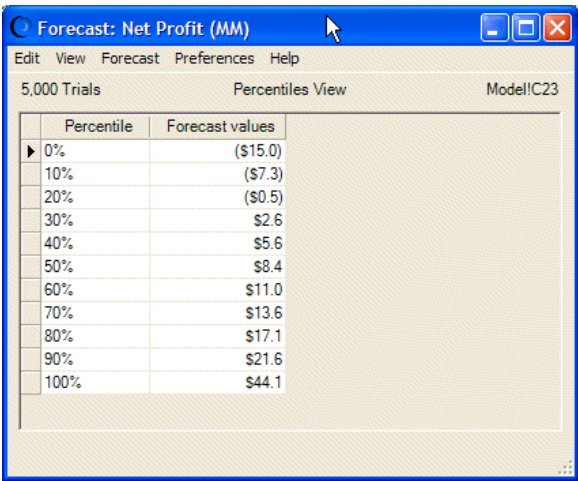 Forecast: Net Profit (MM)
Edit View Forecast Preferences Help
5,000 Trials Percentiles View Model!C23
Percentile Forecast values
0% ($15.0)
10% ($7.3)
20% ($0.5)
30% $2.6
40% $5.6
50% $8.4
60% $11.0
70% $13.6
80% $17.1
90% $21.6
100% $44.1